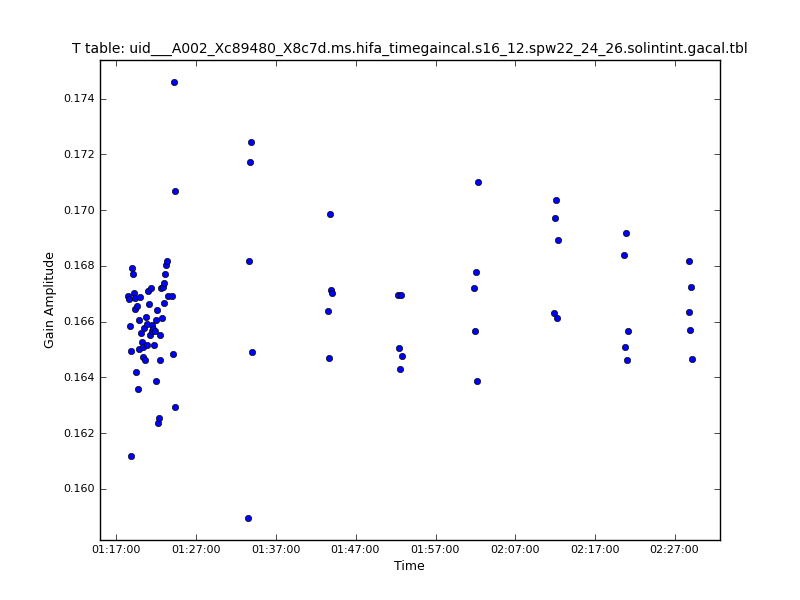 T table: uid___A002_Xc89480_X8c7d.ms.hifa_timegaincal.s16_12.spw22_24_26.solintint.gacal.tbl
0.174
0.172
0.170
0.168
0.166
0.164
0.162
0.160
Gain Amplitude
01:17:00 01:27:00 01:37:00 01:47:00 01:57:00 02:07:00 02:17:00 02:27:00
Time